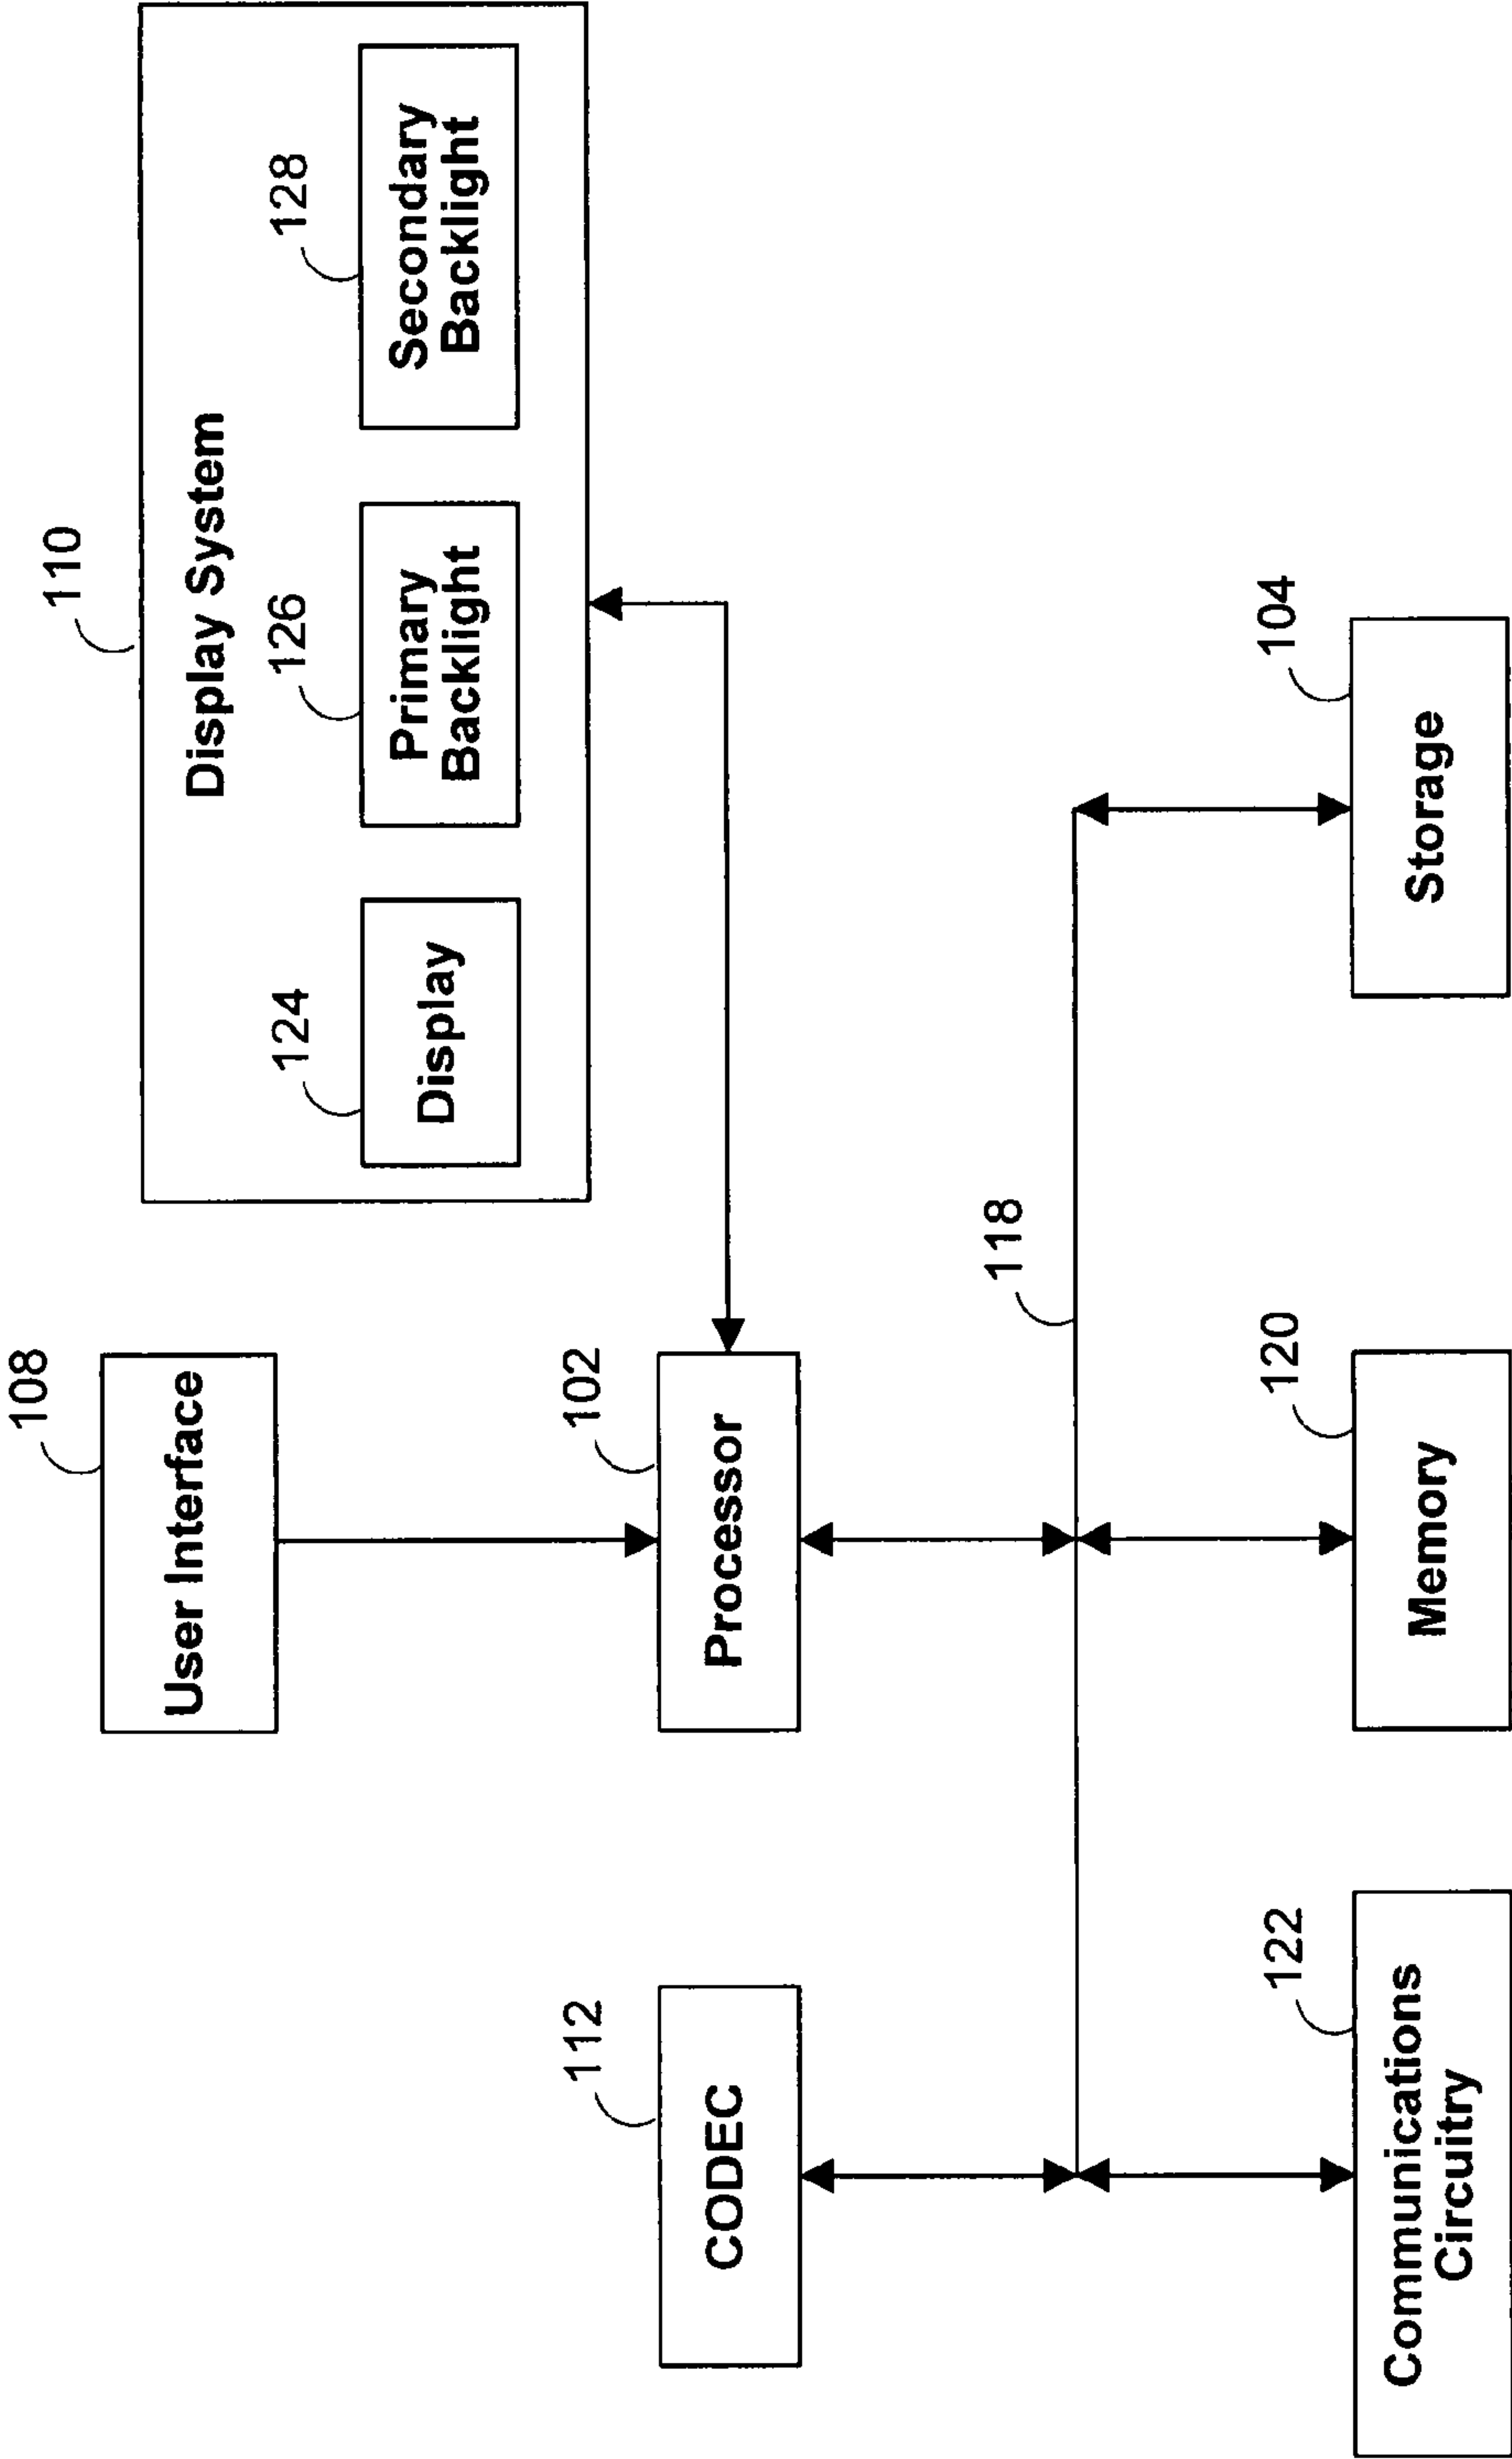 108
User Interface
110
Display System
124
126
128
Display
Primary
Backlight
Secondary
Backlight
112
CODEC
102
Processor
118
122
Communications
Circuitry
120
Memory
104
Storage